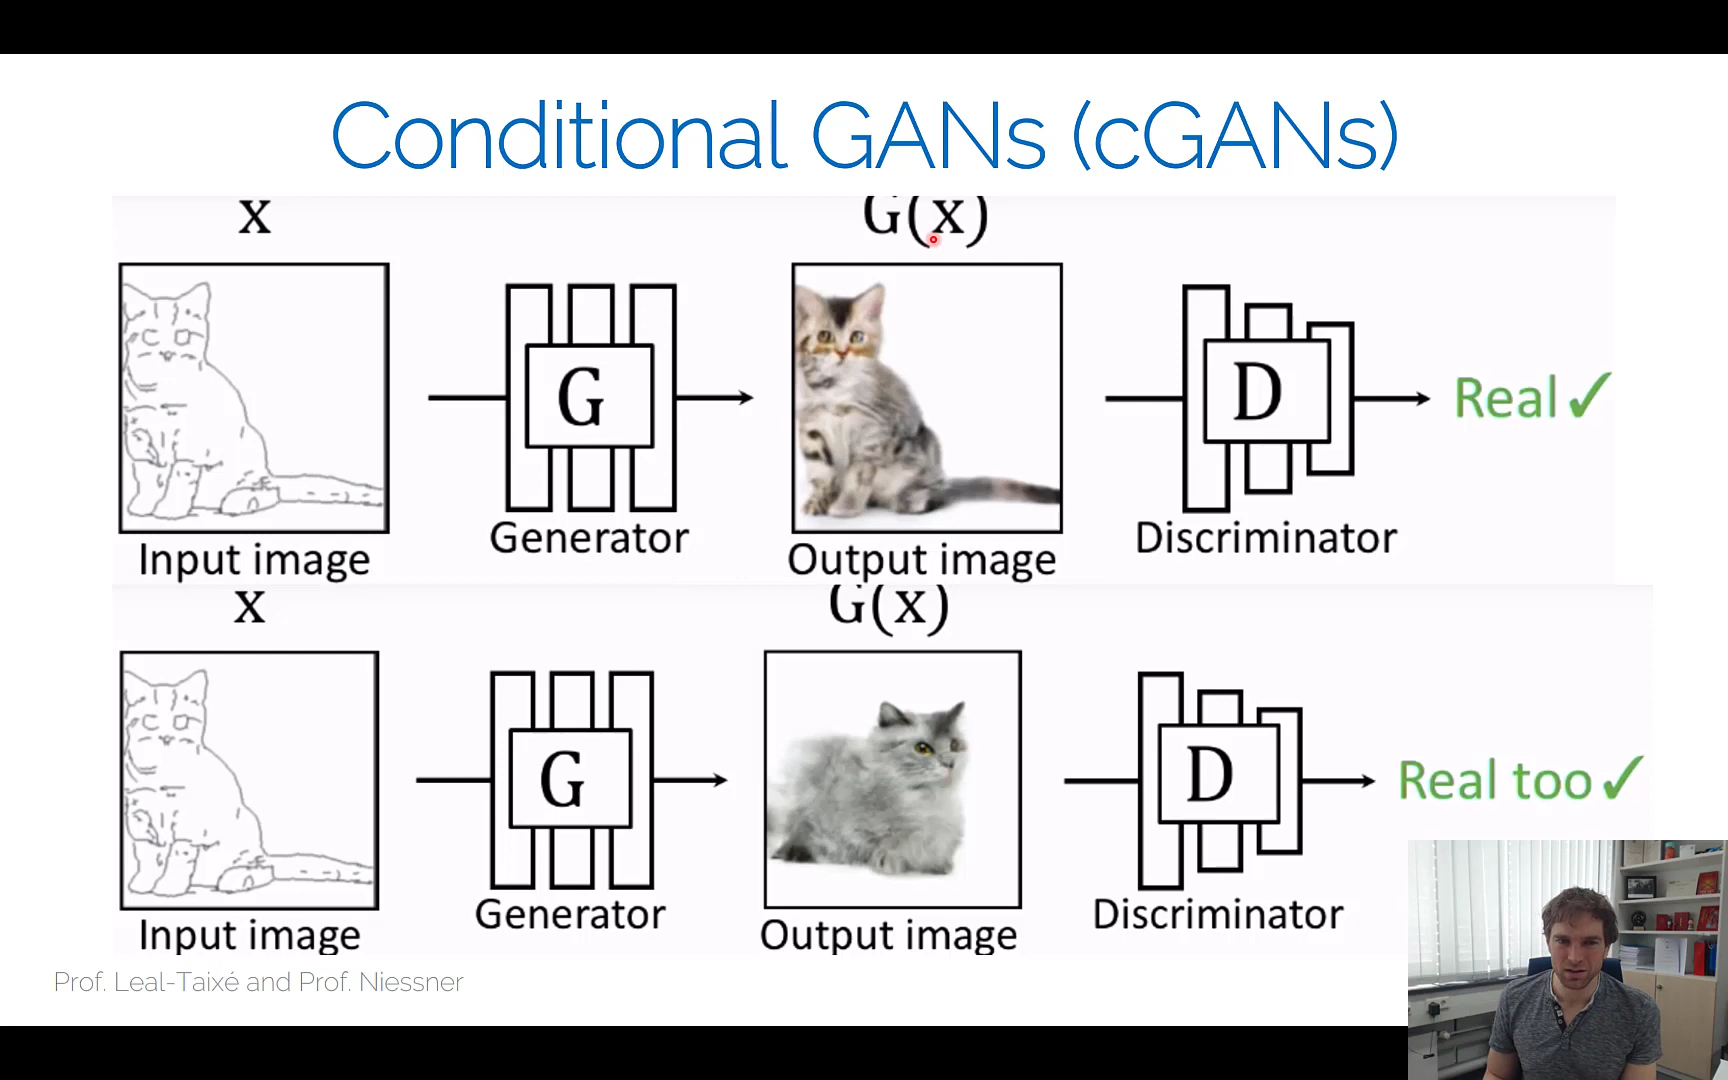 Conditional GANs (cGANs)
x G(x)
G D Real ✓
Input image Generator Output image Discriminator
x G(x)
G D Real too ✓
Input image Generator Output image Discriminator
Prof. Leal-Taixé and Prof. Niessner